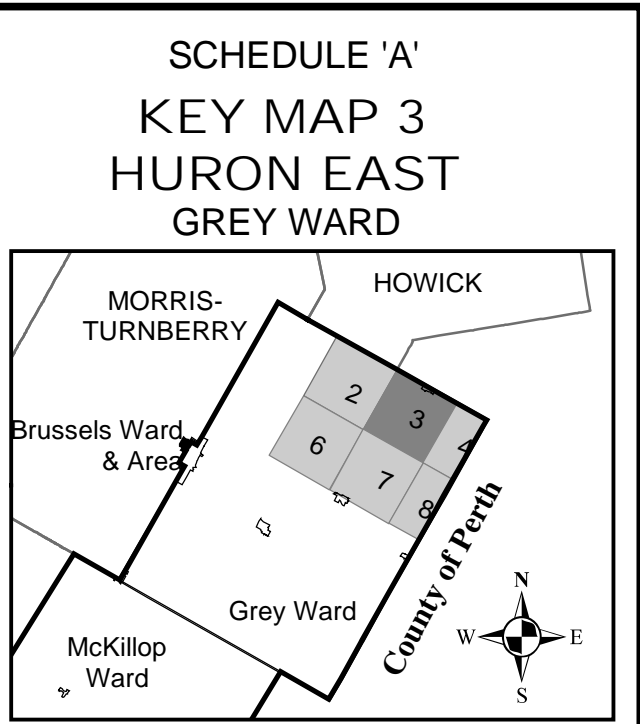 SCHEDULE 'A'
KEY MAP 3
HURON EAST
GREY WARD
HOWICK
MORRIS-
TURNBERRY
2
3
4
Brussels Ward
& Area
6
7
8
County of Perth
N
W
E
S
Grey Ward
McKillop
Ward